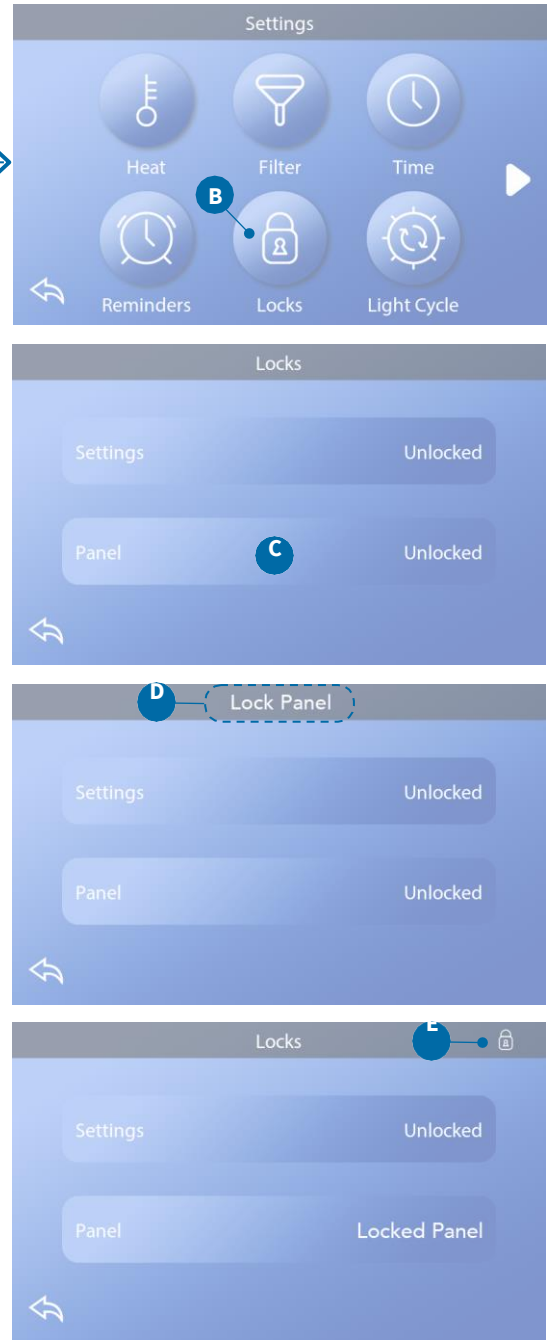 Settings
Heat Filter Time
B
Reminders Locks Light Cycle
Locks
Settings Unlocked
Panel C Unlocked
D Lock Panel
Settings Unlocked
Panel Unlocked
Locks E
Settings Unlocked
Panel Locked Panel